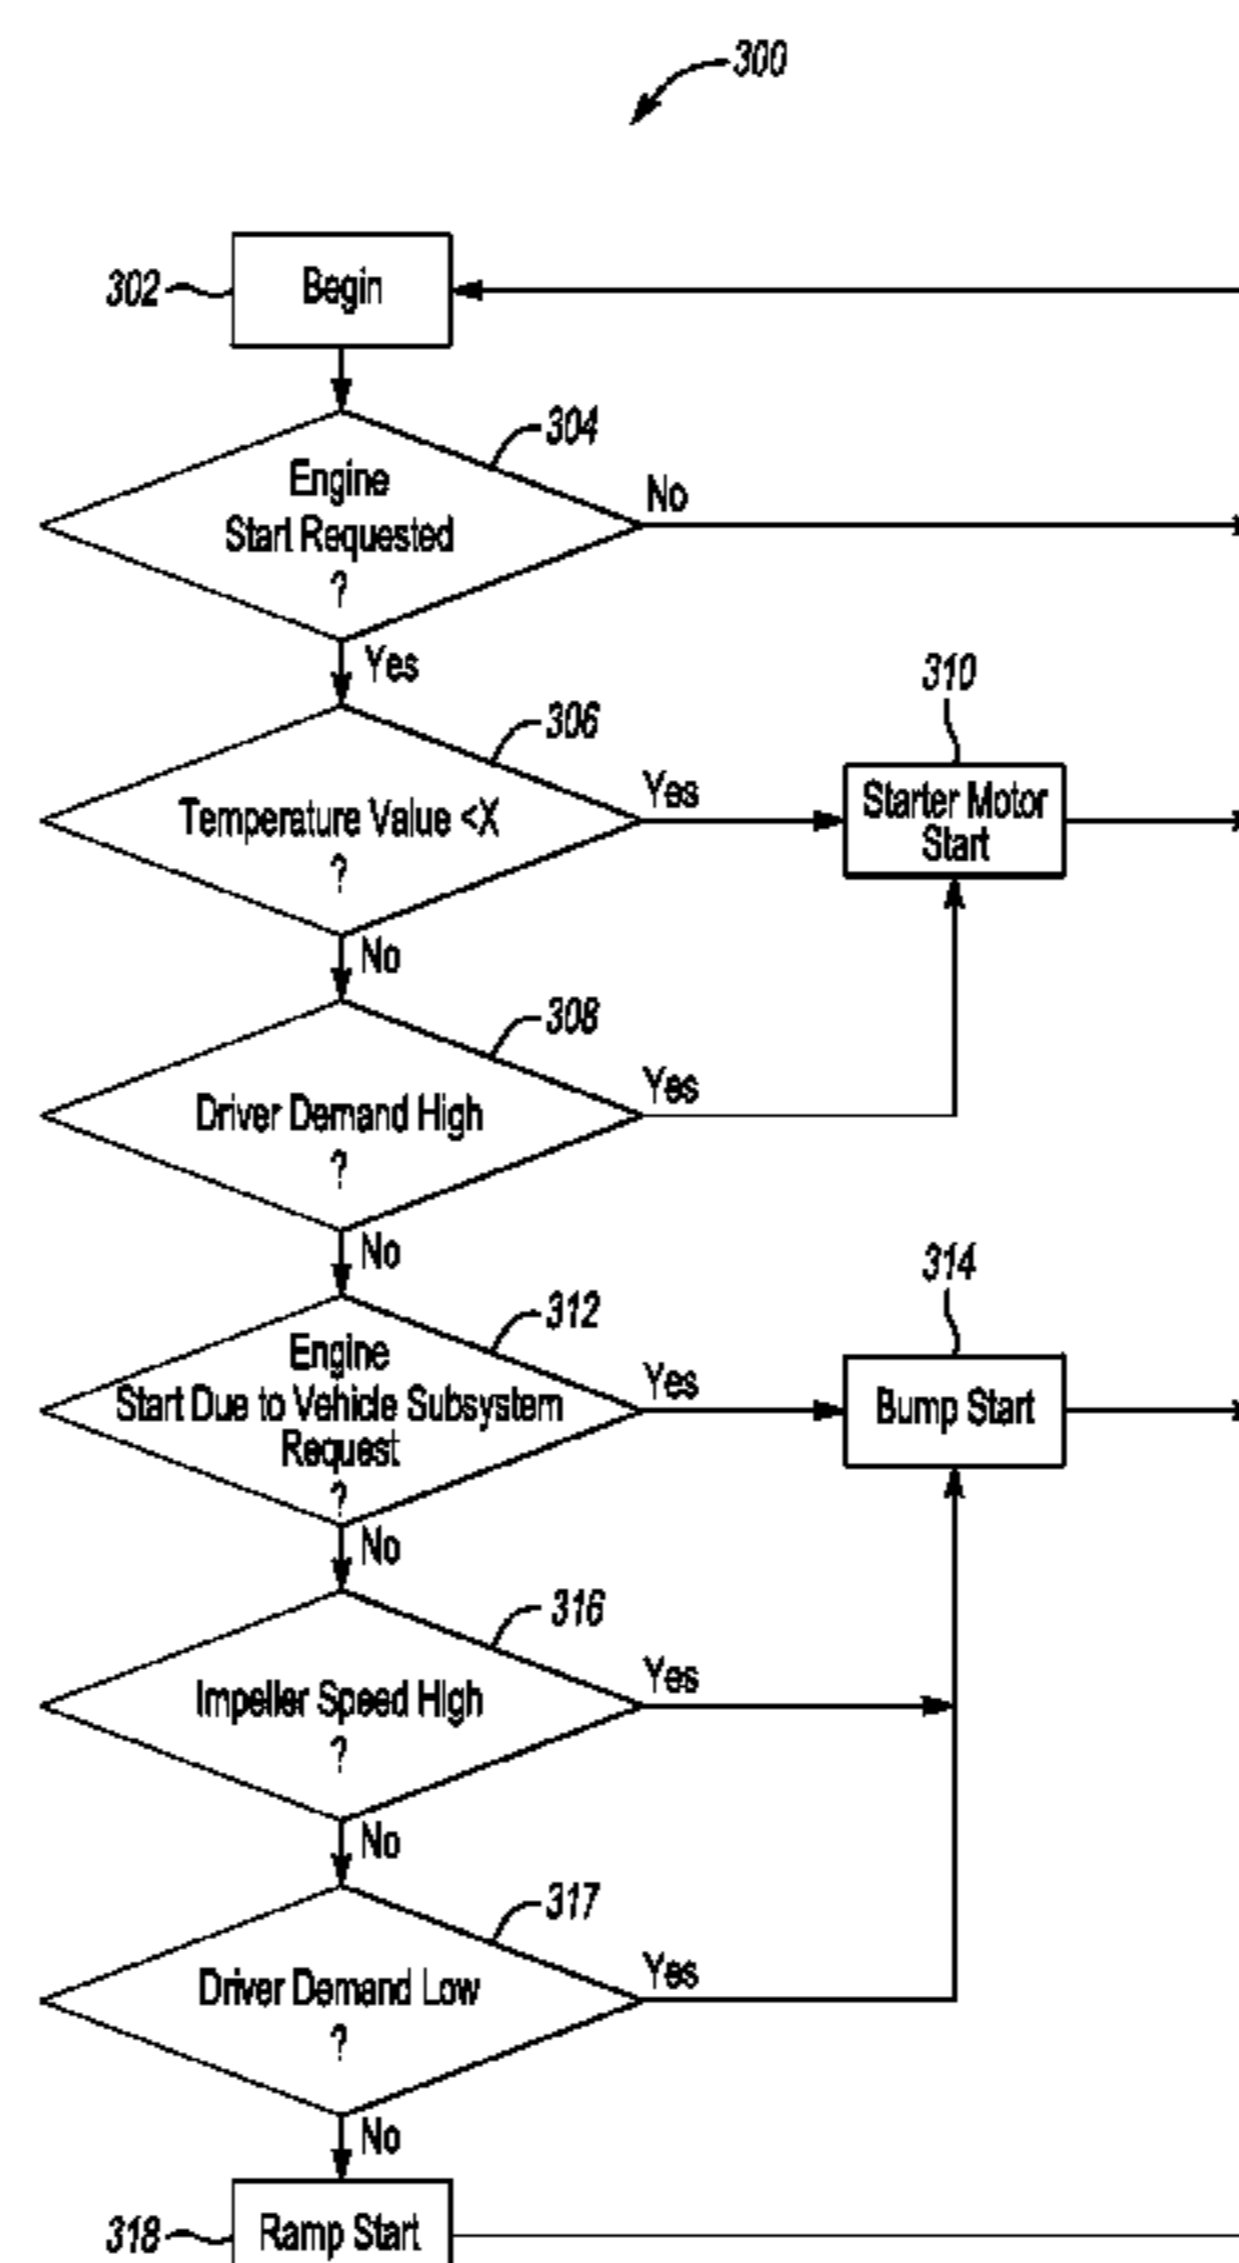 300
302
Begin
304
Engine
Start Requested
?
No
Yes
306
Temperature Value <X
?
Yes
310
Starter Motor
Start
No
308
Driver Demand High
?
Yes
No
312
Engine
Start Due to Vehicle Subsystem
Request
?
Yes
314
Bump Start
No
316
Impeller Speed High
?
Yes
No
317
Driver Demand Low
?
Yes
No
318
Ramp Start